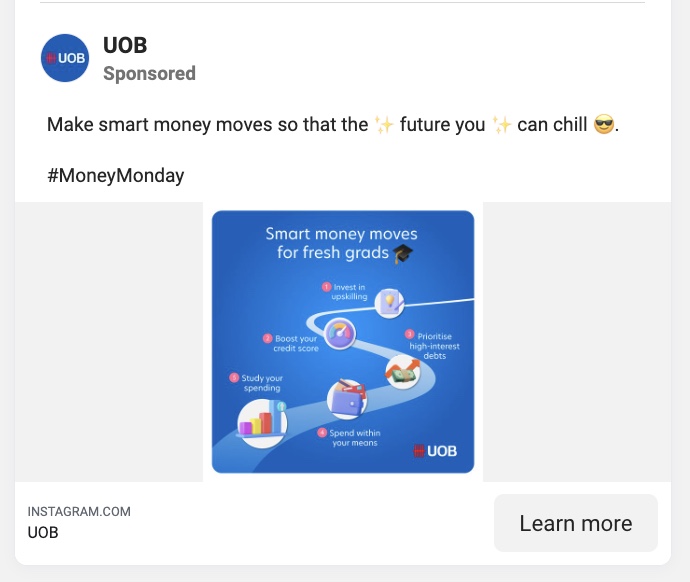 UOB
UOB
Sponsored
Make smart money moves so that the ✨ future you ✨ can chill 😎.
#MoneyMonday
Smart money moves
for fresh grads
1 Invest in
upskilling
2 Boost your
credit score
3 Prioritise
high-interest
debts
4 Spend within
your means
Study your
spending
UOB
INSTAGRAM.COM
UOB
Learn more